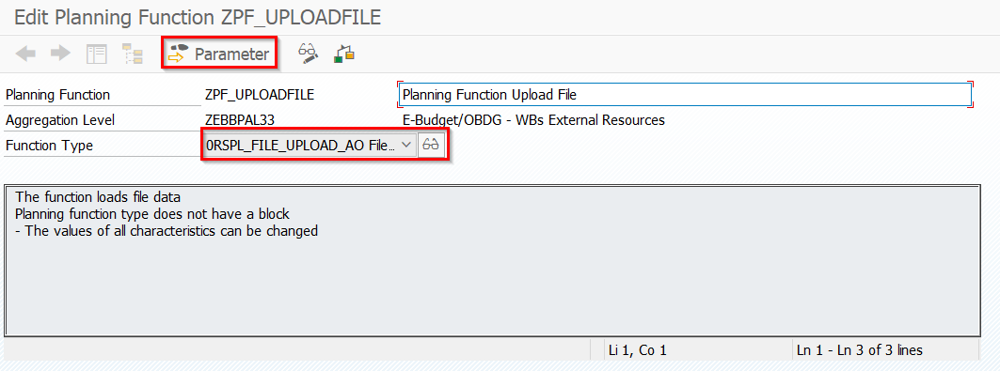 Edit Planning Function ZPF_UPLOADFILE
Parameter
Planning Function ZPF_UPLOADFILE Planning Function Upload File
Aggregation Level ZEBBPAL33 E-Budget/OBDG - WBs External Resources
Function Type 0RSPL_FILE_UPLOAD_AO File...
The function loads file data
Planning function type does not have a block
- The values of all characteristics can be changed
Li 1, Co 1 Ln 1 - Ln 3 of 3 lines